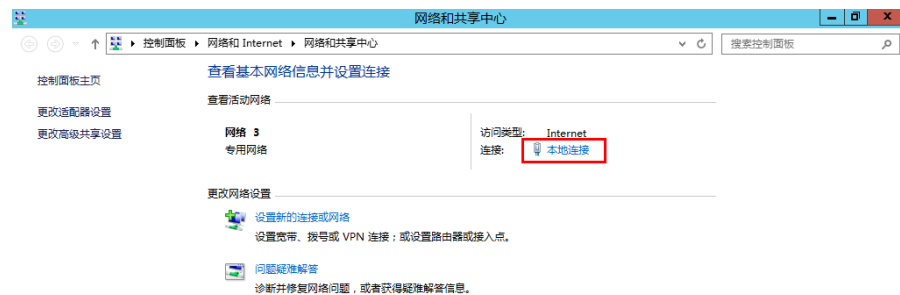 网络和共享中心
控制面板 网络和 Internet 网络和共享中心 搜索控制面板
控制面板主页
更改适配器设置
更改高级共享设置
查看基本网络信息并设置连接
查看活动网络
网络 3
专用网络
访问类型: Internet
连接: 本地连接
更改网络设置
设置新的连接或网络
设置宽带、拨号或 VPN 连接；或设置路由器或接入点。
问题疑难解答
诊断并修复网络问题，或者获得疑难解答信息。